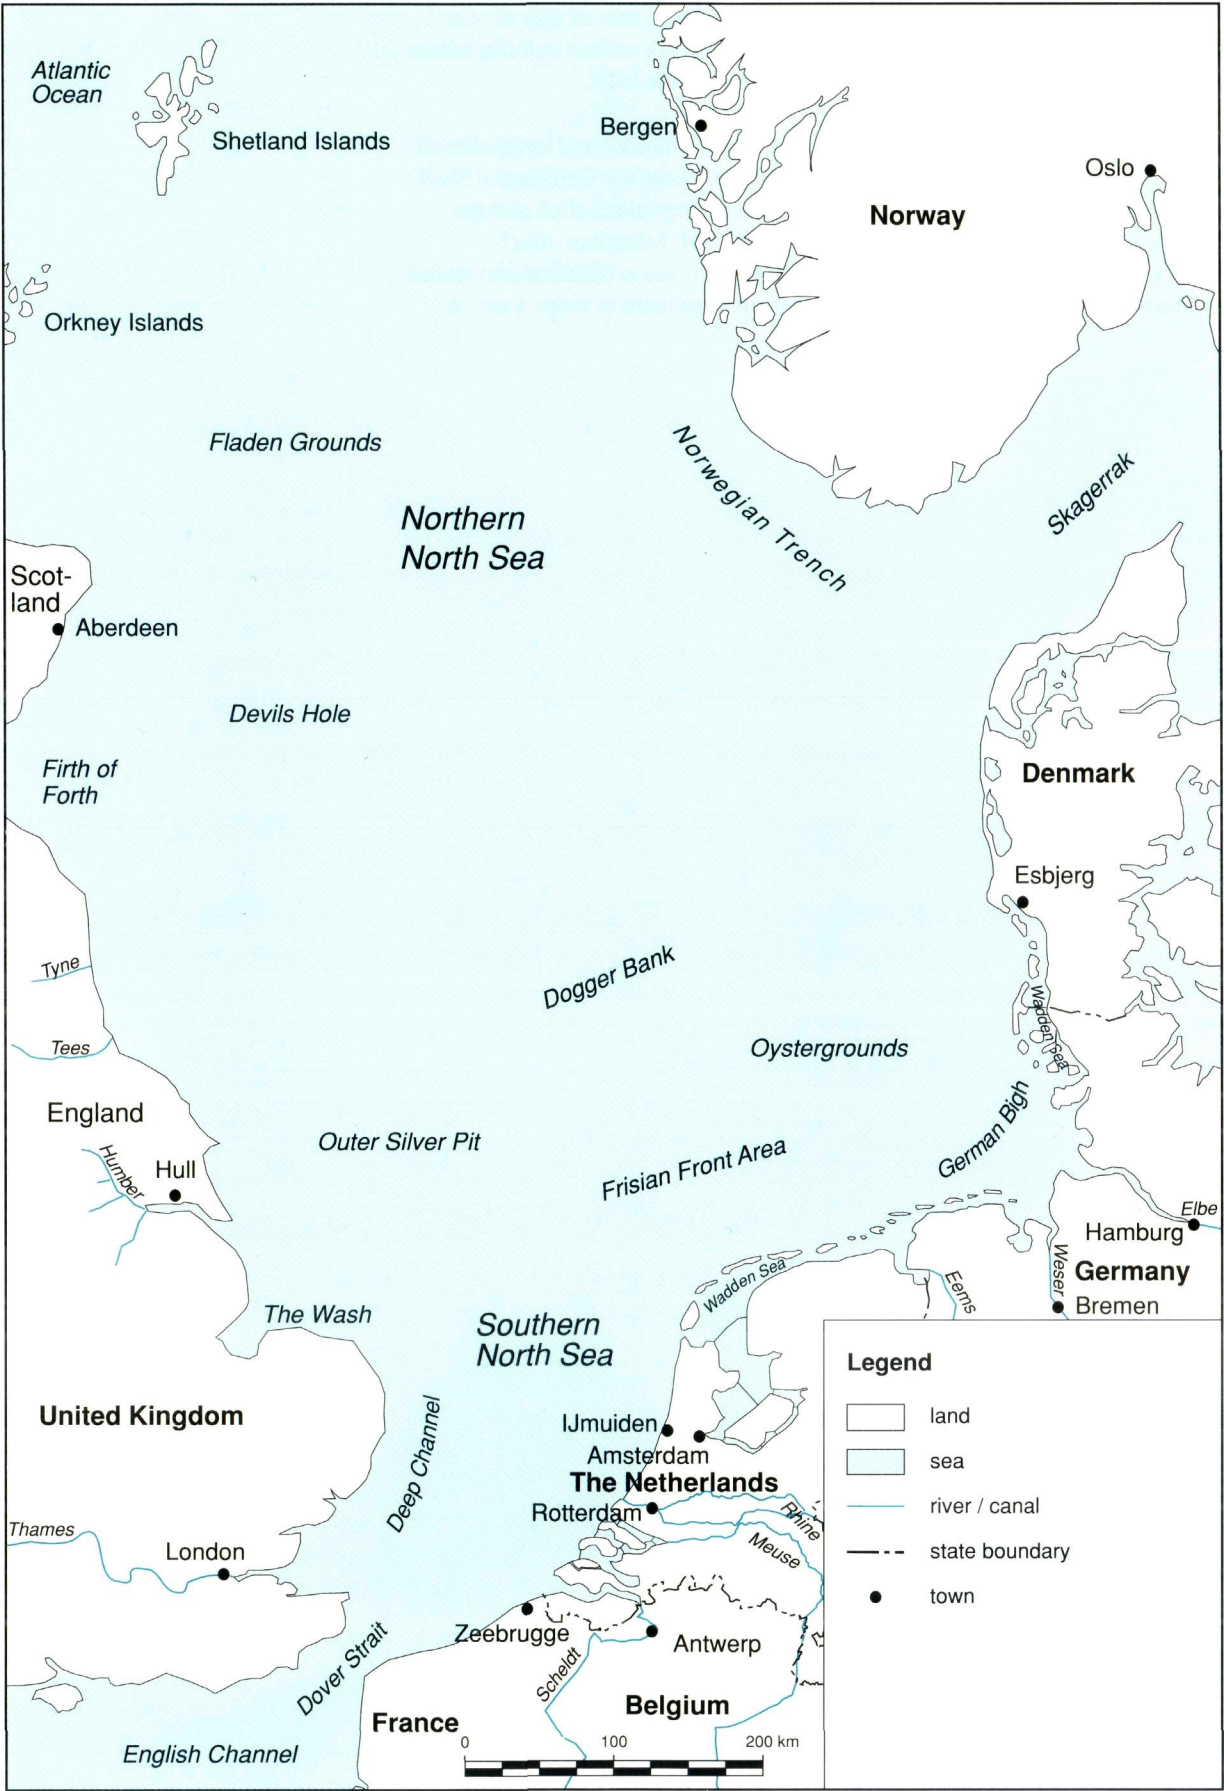 Atlantic
Ocean
Shetland Islands
Bergen
Oslo
Norway
Orkney Islands
Fladen Grounds
Norwegian Trench
Skagerrak
Northern
North Sea
Scot-
land
Aberdeen
Devils Hole
Firth of
Forth
Denmark
Esbjerg
Tyne
Dogger Bank
Wadden Sea
Tees
Oystergrounds
England
Outer Silver Pit
German Bigh
Humber
Hull
Frisian Front Area
Elbe
Hamburg
Weser
Germany
Wadden Sea
Eems
Bremen
The Wash
Southern
North Sea
United Kingdom
Deep Channel
IJmuiden
Amsterdam
The Netherlands
Rotterdam
Rhine
Meuse
Thames
London
Zeebrugge
Antwerp
Scheldt
Dover Strait
Belgium
France
English Channel
0 100 200 km
Legend
land
sea
river / canal
state boundary
town